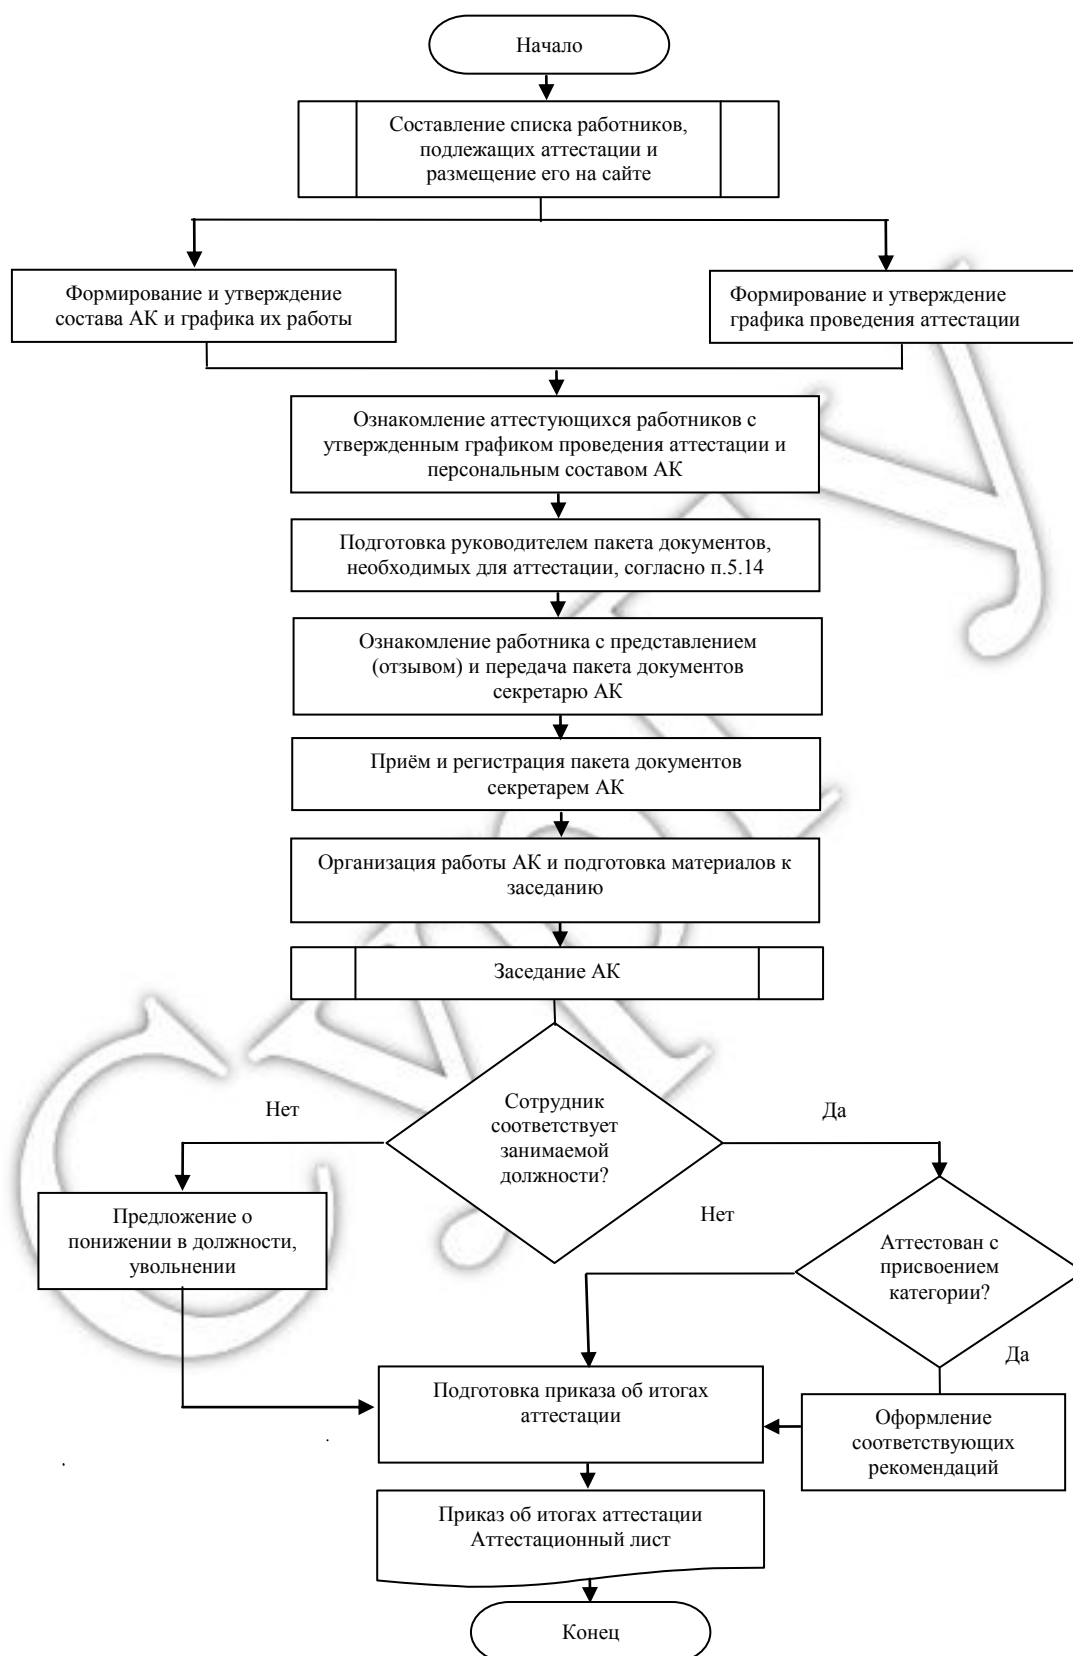 Начало
Составление списка работников,
подлежащих аттестации и
размещение его на сайте
Формирование и утверждение
состава АК и графика их работы
Формирование и утверждение
графика проведения аттестации
Ознакомление аттестующихся работников с
утвержденным графиком проведения аттестации и
персональным составом АК
Подготовка руководителем пакета документов,
необходимых для аттестации, согласно п.5.14
Ознакомление работника с представлением
(отзывом) и передача пакета документов
секретарю АК
Приём и регистрация пакета документов
секретарем АК
Организация работы АК и подготовка материалов к
заседанию
Заседание АК
Нет
Сотрудник
соответствует
занимаемой
должности?
Да
Предложение о
понижении в должности,
увольнении
Нет
Аттестован с
присвоением
категории?
Да
Подготовка приказа об итогах
аттестации
Оформление
соответствующих
рекомендаций
Приказ об итогах аттестации
Аттестационный лист
Конец